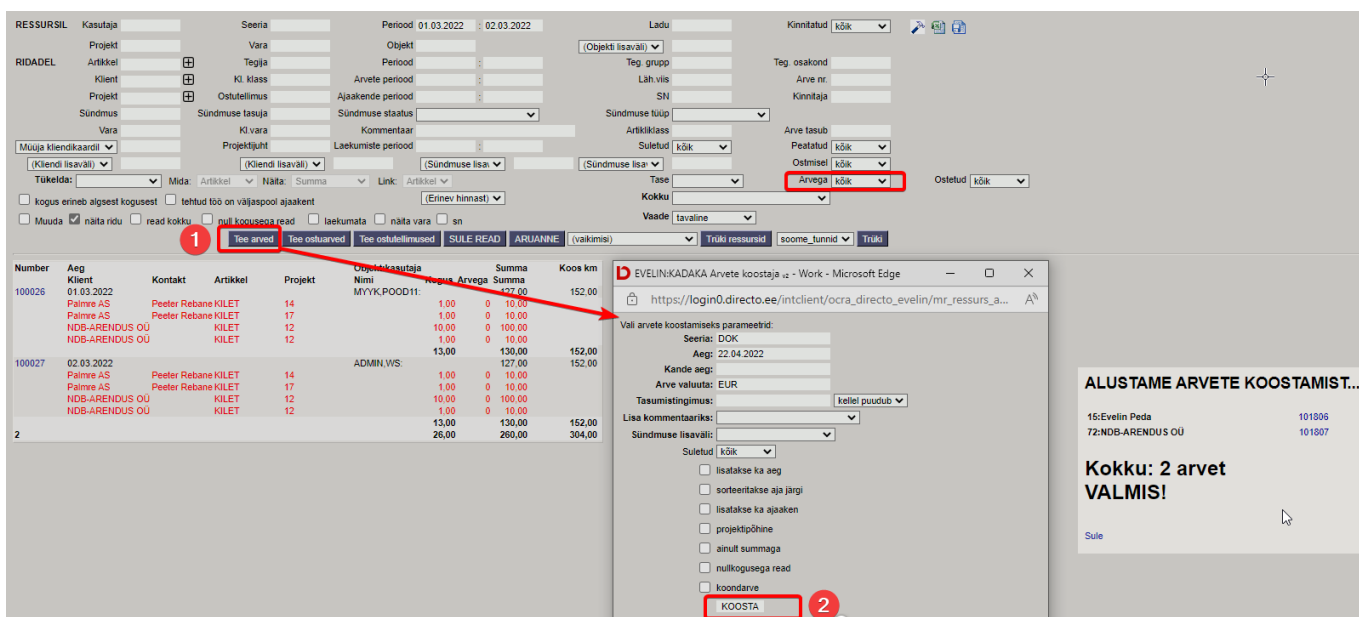 RESSURSIL Kasutaja Seeria Periood 01.03.2022 : 02.03.2022 Ladu Kinnitatud kõik
Projekt Vara Objekt (Objekti lisaväli)
RIDADEL Artikkel Tegija Periood : Teg. grupp Teg. osakond
Klient Kl. klass Arvete periood : Läh.viis Arve nr.
Projekt Ostutellimus Ajaakende periood : SN Kinnitaja
Sündmus Sündmuse tasuja Sündmuse staatus Sündmuse tüüp
Vara Kl.vara Kommentaar Artikliklass Arve tasub
Müüja kliendikaardil Projektijuht Laekumiste periood : Suletud kõik Peatatud kõik
(Kliendi lisaväli) (Kliendi lisaväli) (Sündmuse lisav (Sündmuse lisav Ostmisel kõik
Tükelda: Mida: Artikkel Näita: Summa Link: Artikkel Tase Arvega kõik Ostetud kõik
kogus erineb algsest kogusest tehtud töö on väljaspool ajaakent (Erinev hinnast) Kokku
Muuda näita ridu read kokku null kogusega read laekumata näita vara sn Vaade tavaline
1 Tee arved Tee ostuarved Tee ostutellimused SULE READ ARUANNE (vaikimisi) Trüki ressursid soome_tunnid Trüki
Number Aeg Objekt/kasutaja Summa Koos km
Klient Kontakt Artikkel Projekt Nimi Kogus Arvega Summa
100026 01.03.2022 MYYK,POOD11: 127,00 152,00
Palmre AS Peeter Rebane KILET 14 1,00 0 10,00
Palmre AS Peeter Rebane KILET 17 1,00 0 10,00
NDB-ARENDUS OÜ KILET 12 10,00 0 100,00
NDB-ARENDUS OÜ KILET 12 1,00 0 10,00
13,00 130,00 152,00
100027 02.03.2022 ADMIN,WS: 127,00 152,00
Palmre AS Peeter Rebane KILET 14 1,00 0 10,00
Palmre AS Peeter Rebane KILET 17 1,00 0 10,00
NDB-ARENDUS OÜ KILET 12 10,00 0 100,00
NDB-ARENDUS OÜ KILET 12 1,00 0 10,00
13,00 130,00 152,00
2 26,00 260,00 304,00
EVELIN:KADAKA Arvete koostaja v2 - Work - Microsoft Edge
https://login0.directo.ee/intclient/ocra_directo_evelin/mr_ressurs_a...
Vali arvete koostamiseks parameetrid:
Seeria: DOK
Aeg: 22.04.2022
Kande aeg:
Arve valuuta: EUR
Tasumistingimus: kellel puudub
Lisa kommentaariks:
Sündmuse lisaväli:
Suletud kõik
lisatakse ka aeg
sorteeritakse aja järgi
lisatakse ka ajaaken
projektipõhine
ainult summaga
nullkogusega read
koondarve
KOOSTA 2
ALUSTAME ARVETE KOOSTAMIST...
15:Evelin Peda 101806
72:NDB-ARENDUS OÜ 101807
Kokku: 2 arvet
VALMIS!
Sule